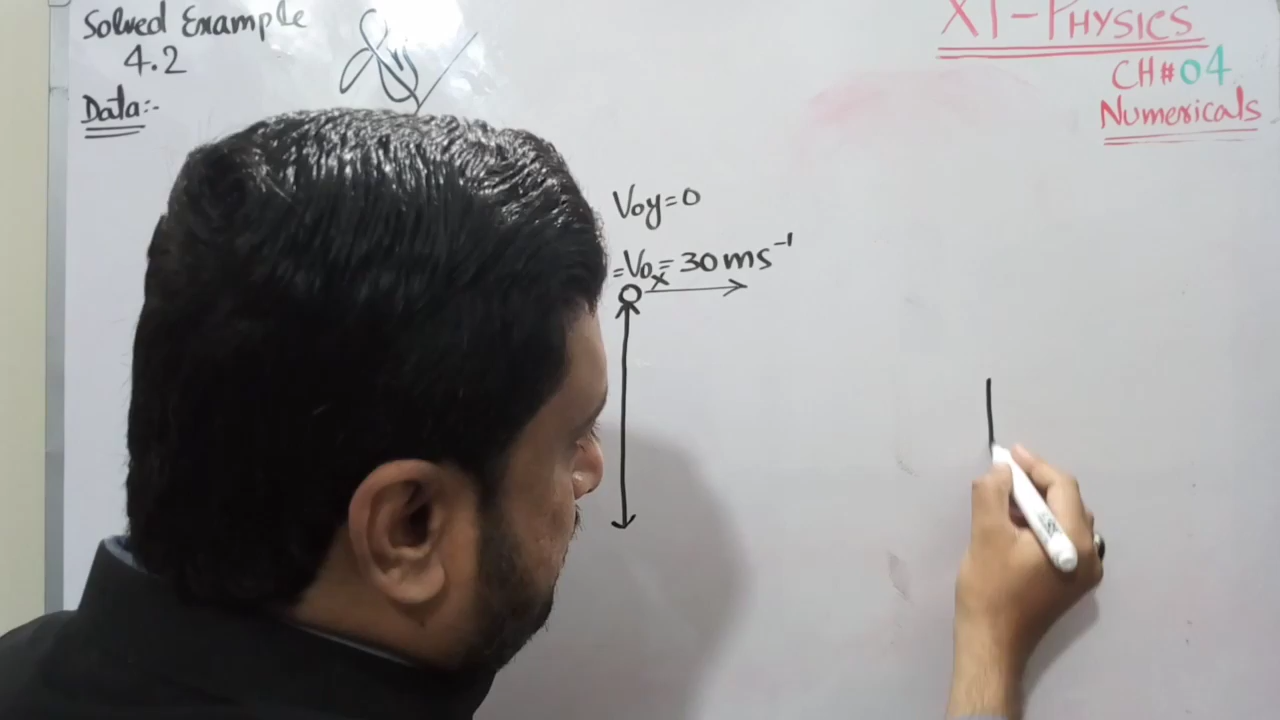 Solved Example
4.2
Data:-
XI-PHYSICS
CH#04
Numericals
Voy=0
=Vox=30ms⁻¹